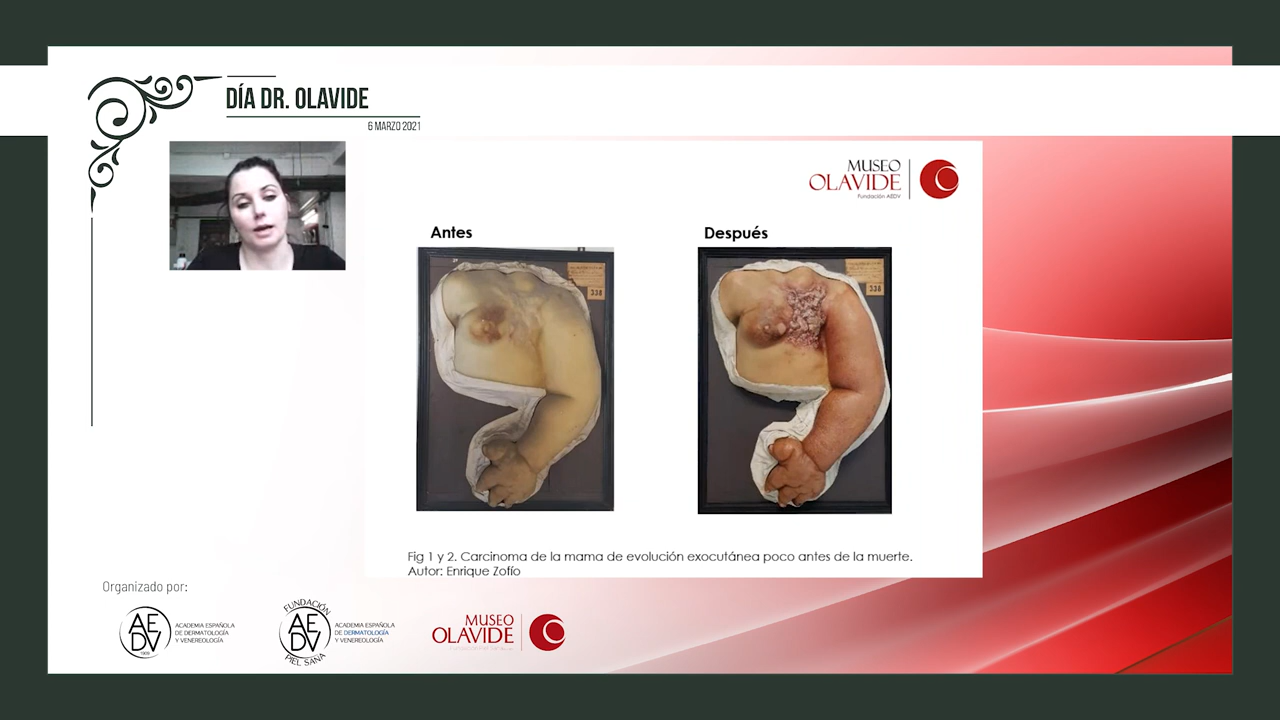 DÍA DR. OLAVIDE
6 MARZO 2021
MUSEO
OLAVIDE
Fundación AEDV
Antes
Después
338
338
Fig 1 y 2. Carcinoma de la mama de evolución exocutánea poco antes de la muerte.
Autor: Enrique Zofío
Organizado por:
AEDV
1909
ACADEMIA ESPAÑOLA
DE DERMATOLOGÍA
Y VENEREOLOGÍA
FUNDACIÓN
AEDV
PIEL SANA
ACADEMIA ESPAÑOLA
DE DERMATOLOGÍA
Y VENEREOLOGÍA
MUSEO
OLAVIDE